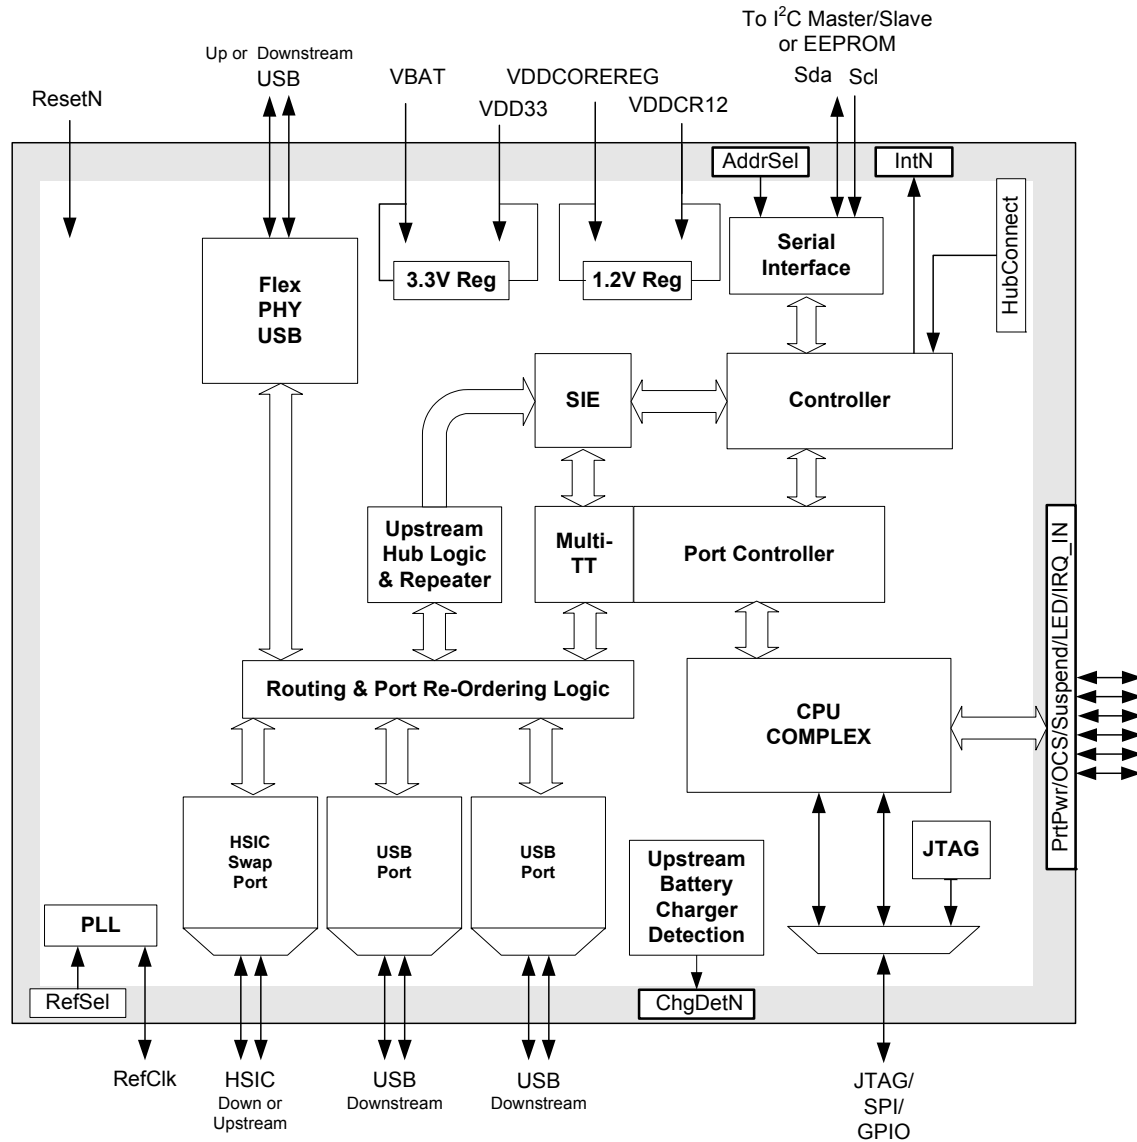 To I2C Master/Slave
or EEPROM
Up or Downstream
USB
VBAT
VDDCOREREG
Sda
Scl
ResetN
VDD33
VDDCR12
AddrSel
IntN
HubConnect
Serial
Interface
Flex
PHY
USB
3.3V Reg
1.2V Reg
SIE
Controller
Upstream
Hub Logic
& Repeater
Multi-
TT
Port Controller
PrtPwr/OCS/Suspend/LED/IRQ_IN
Routing & Port Re-Ordering Logic
CPU
COMPLEX
HSIC
Swap
Port
USB
Port
USB
Port
Upstream
Battery
Charger
Detection
JTAG
PLL
RefSel
ChgDetN
RefClk
HSIC
Down or
Upstream
USB
Downstream
USB
Downstream
JTAG/
SPI/
GPIO